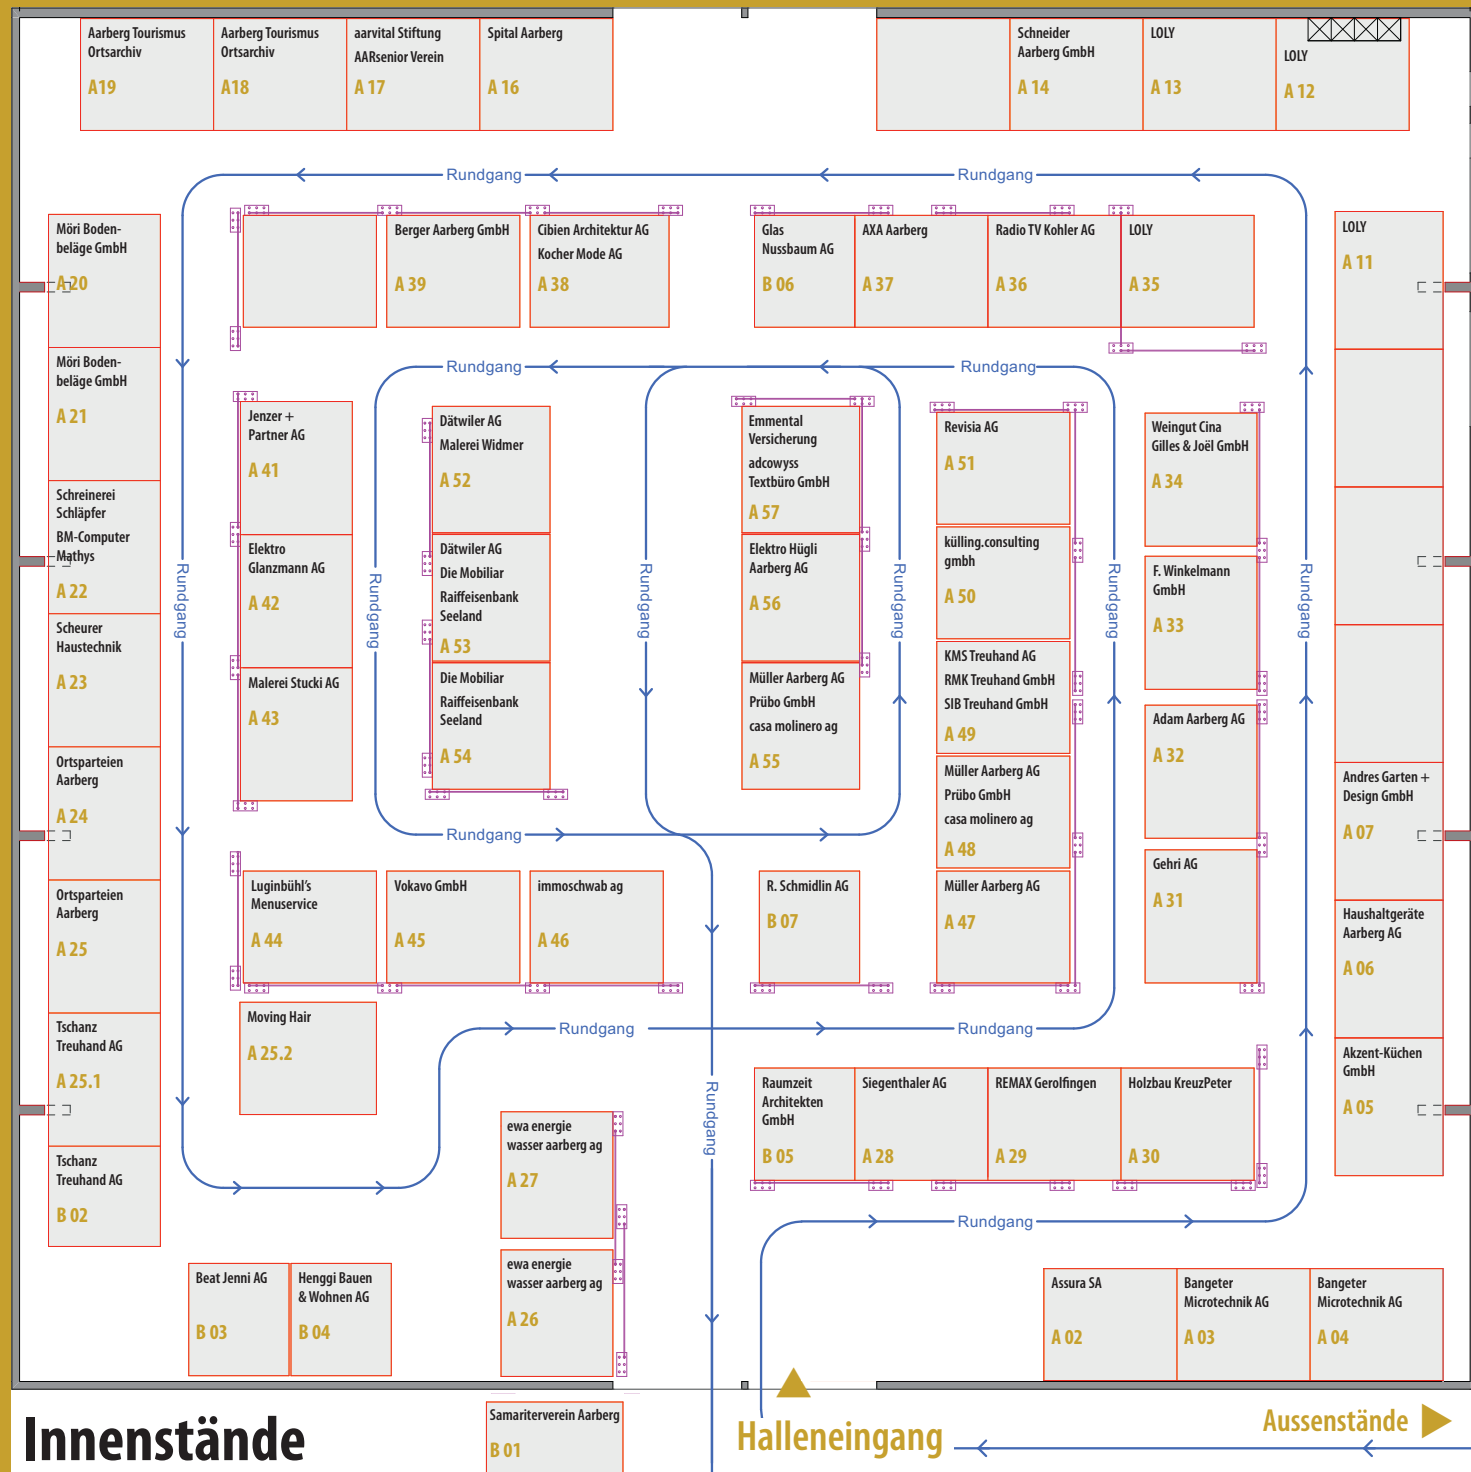 Aarberg Tourismus
Ortsarchiv
A19
Aarberg Tourismus
Ortsarchiv
A18
aarvital Stiftung
AARsenior Verein
A 17
Spital Aarberg
A 16
Schneider
Aarberg GmbH
A 14
LOLY
A 13
LOLY
A 12
Rundgang
Rundgang
Möri Boden-
beläge GmbH
A 20
Berger Aarberg GmbH
A 39
Cibien Architektur AG
Kocher Mode AG
A 38
Glas
Nussbaum AG
B 06
AXA Aarberg
A 37
Radio TV Kohler AG
A 36
LOLY
A 35
LOLY
A 11
Rundgang
Rundgang
Möri Boden-
beläge GmbH
A 21
Jenzer +
Partner AG
A 41
Dätwiler AG
Malerei Widmer
A 52
Emmental
Versicherung
adcowyss
Textbüro GmbH
A 57
Revisia AG
A 51
Weingut Cina
Gilles & Joël GmbH
A 34
Schreinerei
Schläpfer
BM-Computer
Mathys
A 22
Rundgang
Elektro
Glanzmann AG
A 42
Rundgang
Dätwiler AG
Die Mobiliar
Raiffeisenbank
Seeland
A 53
Rundgang
Elektro Hügli
Aarberg AG
A 56
Rundgang
külling.consulting
gmbh
A 50
Rundgang
F. Winkelmann
GmbH
A 33
Rundgang
Scheurer
Haustechnik
A 23
Malerei Stucki AG
A 43
Die Mobiliar
Raiffeisenbank
Seeland
A 54
Müller Aarberg AG
Prübo GmbH
casa molinero ag
A 55
KMS Treuhand AG
RMK Treuhand GmbH
SIB Treuhand GmbH
A 49
Adam Aarberg AG
A 32
Ortsparteien
Aarberg
A 24
Müller Aarberg AG
Prübo GmbH
casa molinero ag
A 48
Andres Garten +
Design GmbH
A 07
Rundgang
Ortsparteien
Aarberg
A 25
Luginbühl's
Menuservice
A 44
Vokavo GmbH
A 45
immoschwab ag
A 46
R. Schmidlin AG
B 07
Müller Aarberg AG
A 47
Gehri AG
A 31
Haushaltgeräte
Aarberg AG
A 06
Tschanz
Treuhand AG
A 25.1
Moving Hair
A 25.2
Rundgang
Rundgang
Akzent-Küchen
GmbH
A 05
Rundgang
Raumzeit
Architekten
GmbH
B 05
Siegenthaler AG
A 28
REMAX Gerolfingen
A 29
Holzbau KreuzPeter
A 30
Tschanz
Treuhand AG
B 02
ewa energie
wasser aarberg ag
A 27
Rundgang
Beat Jenni AG
B 03
Henggi Bauen
& Wohnen AG
B 04
ewa energie
wasser aarberg ag
A 26
Assura SA
A 02
Bangeter
Microtechnik AG
A 03
Bangeter
Microtechnik AG
A 04
Innenstände
Samariterverein Aarberg
B 01
Halleneingang
Aussenstände